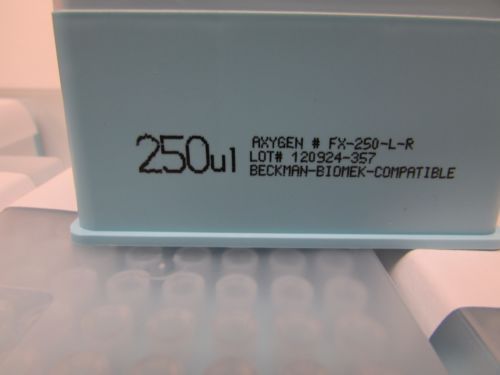 250ul
AXYGEN # FX-250-L-R
LOT# 120924-357
BECKMAN-BIOMEK-COMPATIBLE